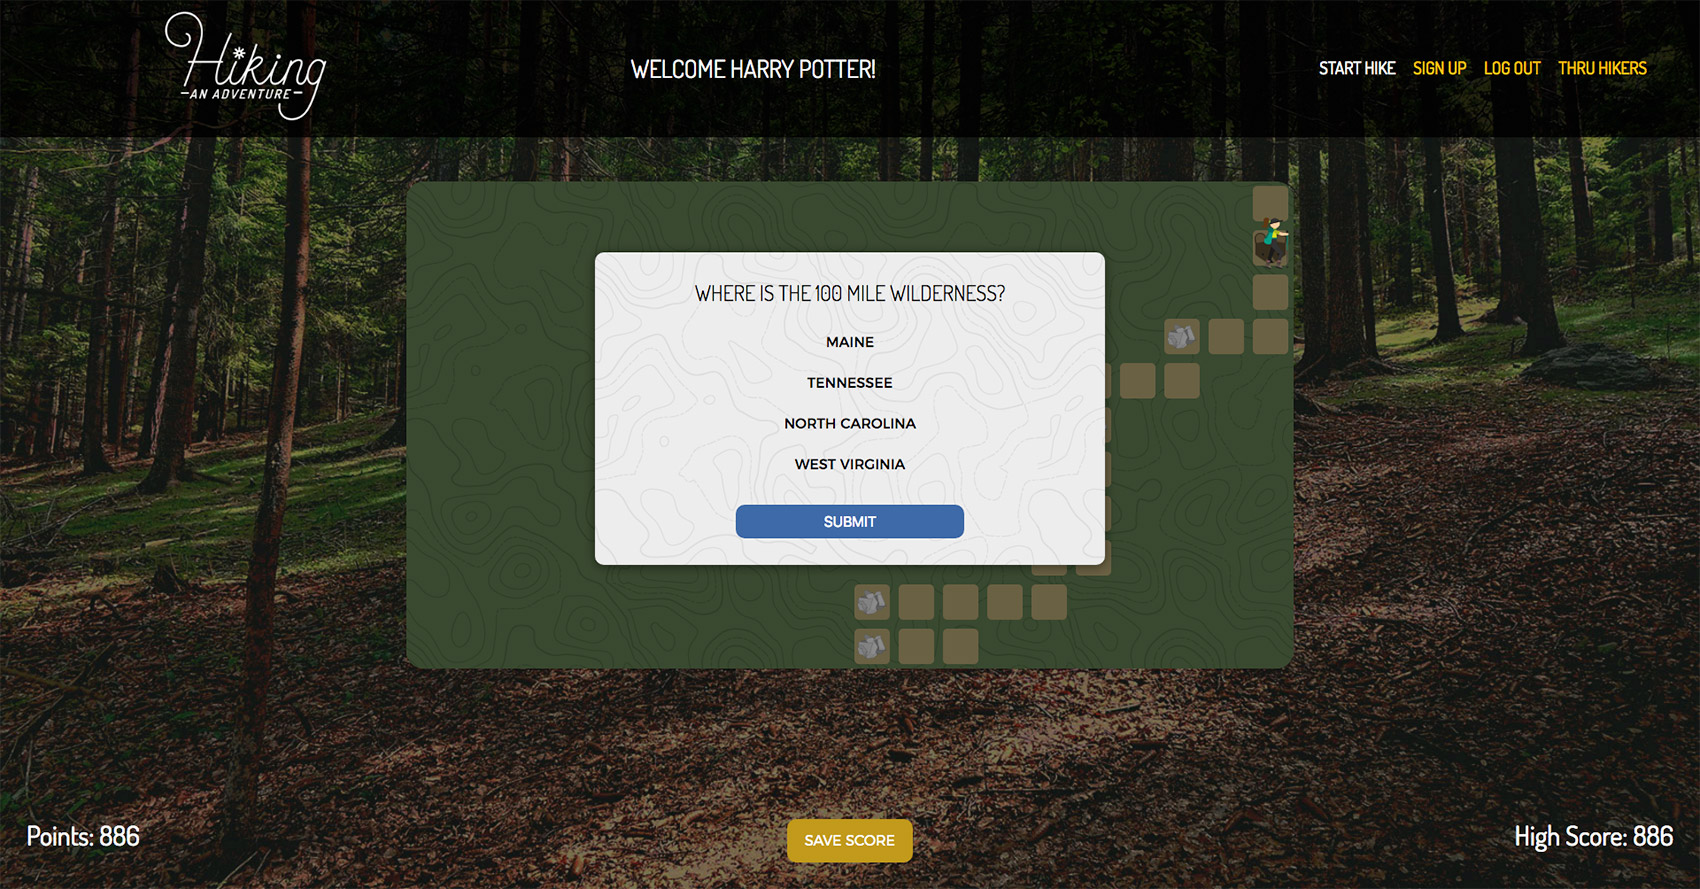 Hiking
-AN ADVENTURE-
WELCOME HARRY POTTER!
START HIKE SIGN UP LOG OUT THRU HIKERS
WHERE IS THE 100 MILE WILDERNESS?
MAINE
TENNESSEE
NORTH CAROLINA
WEST VIRGINIA
SUBMIT
Points: 886
SAVE SCORE
High Score: 886